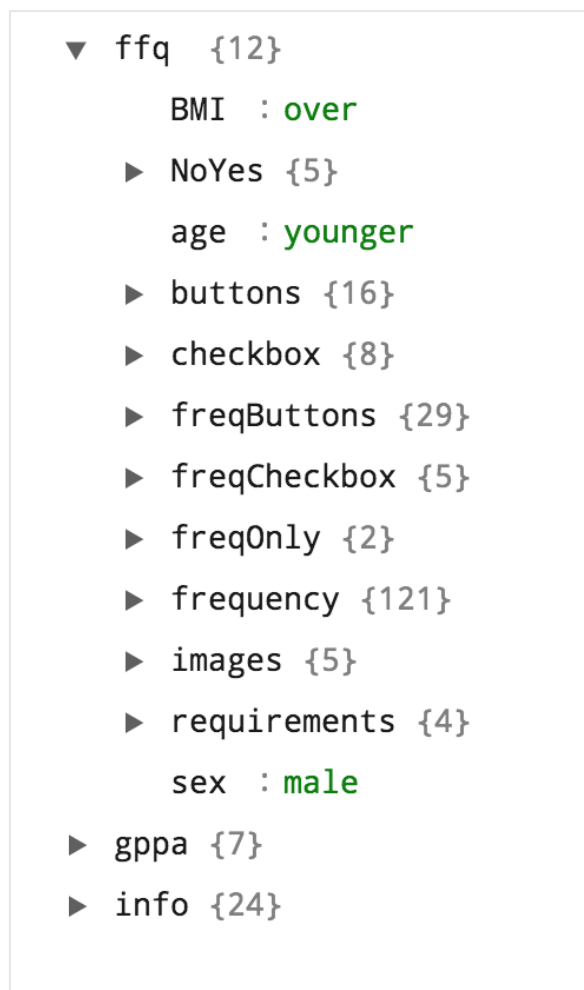 ▼ ffq {12}
BMI : over
► NoYes {5}
age : younger
► buttons {16}
► checkbox {8}
► freqButtons {29}
► freqCheckbox {5}
► freqOnly {2}
► frequency {121}
► images {5}
► requirements {4}
sex : male
► gppa {7}
► info {24}